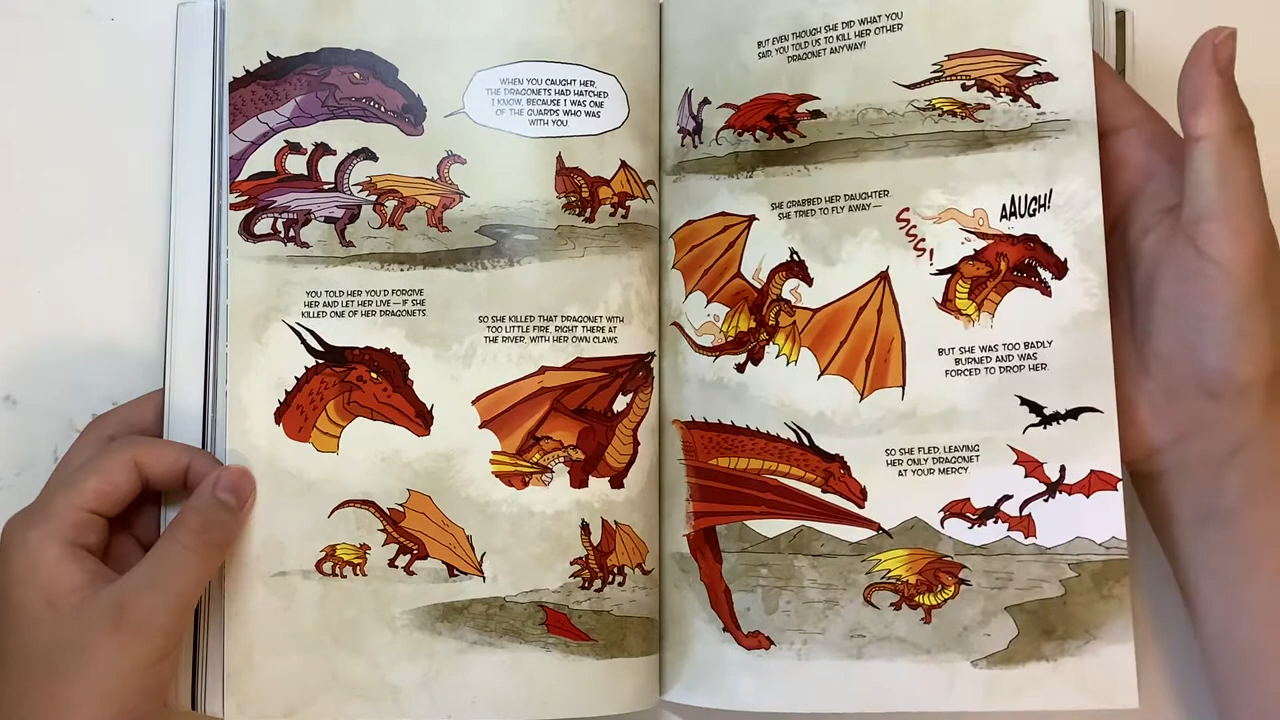 WHEN YOU CAUGHT HER,
THE DRAGONETS HAD HATCHED.
I KNOW, BECAUSE I WAS ONE
OF THE GUARDS WHO WAS
WITH YOU.
YOU TOLD HER YOU'D FORGIVE
HER AND LET HER LIVE—IF SHE
KILLED ONE OF HER DRAGONETS.
SO SHE KILLED THAT DRAGONET WITH
TOO LITTLE FIRE, RIGHT THERE AT
THE RIVER, WITH HER OWN CLAWS.
BUT EVEN THOUGH SHE DID WHAT YOU
SAID, YOU TOLD US TO KILL HER OTHER
DRAGONET ANYWAY!
SHE GRABBED HER DAUGHTER.
SHE TRIED TO FLY AWAY—
SSS!
AAUGH!
BUT SHE WAS TOO BADLY
BURNED AND WAS
FORCED TO DROP HER.
SO SHE FLED, LEAVING
HER ONLY DRAGONET
AT YOUR MERCY.